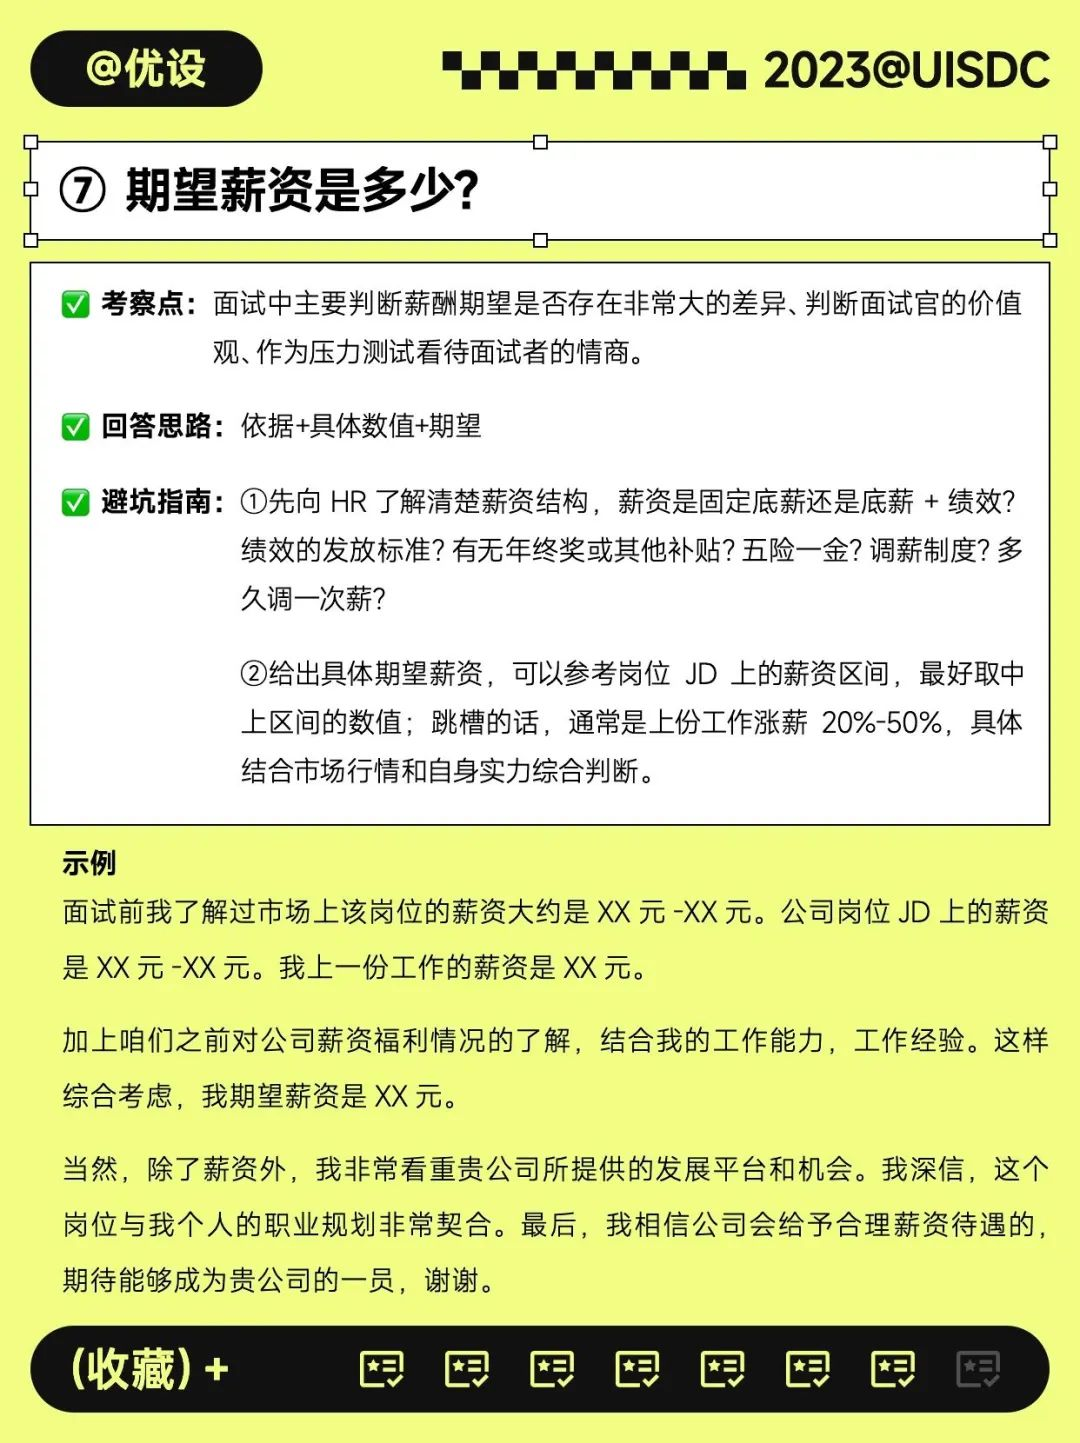 @优设
2023@UISDC
⑦ 期望薪资是多少?
考察点：面试中主要判断薪酬期望是否存在非常大的差异、判断面试官的价值
观、作为压力测试看待面试者的情商。
回答思路：依据+具体数值+期望
避坑指南：①先向 HR 了解清楚薪资结构，薪资是固定底薪还是底薪 + 绩效?
绩效的发放标准? 有无年终奖或其他补贴? 五险一金? 调薪制度? 多
久调一次薪?
②给出具体期望薪资，可以参考岗位 JD 上的薪资区间，最好取中
上区间的数值；跳槽的话，通常是上份工作涨薪 20%-50%，具体
结合市场行情和自身实力综合判断。
示例
面试前我了解过市场上该岗位的薪资大约是 XX 元 -XX 元。公司岗位 JD 上的薪资
是 XX 元 -XX 元。我上一份工作的薪资是 XX 元。
加上咱们之前对公司薪资福利情况的了解，结合我的工作能力，工作经验。这样
综合考虑，我期望薪资是 XX 元。
当然，除了薪资外，我非常看重贵公司所提供的发展平台和机会。我深信，这个
岗位与我个人的职业规划非常契合。最后，我相信公司会给予合理薪资待遇的，
期待能够成为贵公司的一员，谢谢。
(收藏) +